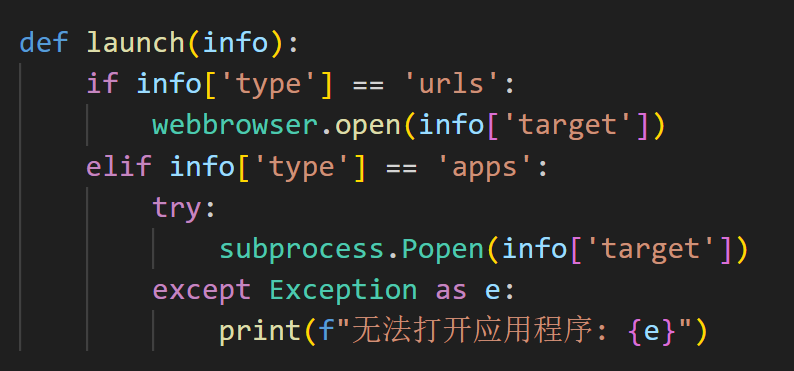 def launch(info):
    if info['type'] == 'urls':
        webbrowser.open(info['target'])
    elif info['type'] == 'apps':
        try:
            subprocess.Popen(info['target'])
        except Exception as e:
            print(f"无法打开应用程序: {e}")